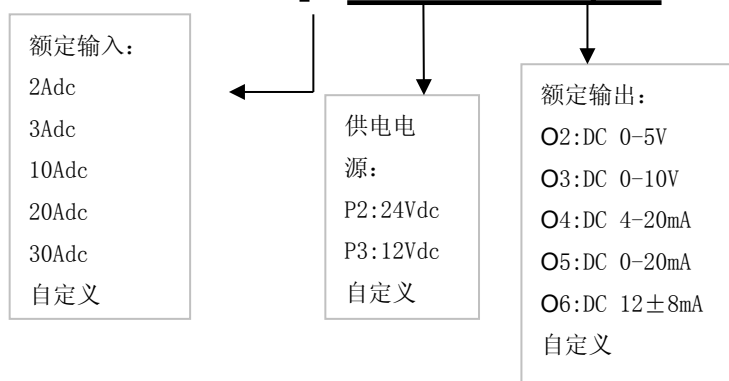 额定输入：
2Adc
3Adc
10Adc
20Adc
30Adc
自定义
供电电
源：
P2:24Vdc
P3:12Vdc
自定义
额定输出：
O2:DC 0-5V
O3:DC 0-10V
O4:DC 4-20mA
O5:DC 0-20mA
O6:DC 12±8mA
自定义